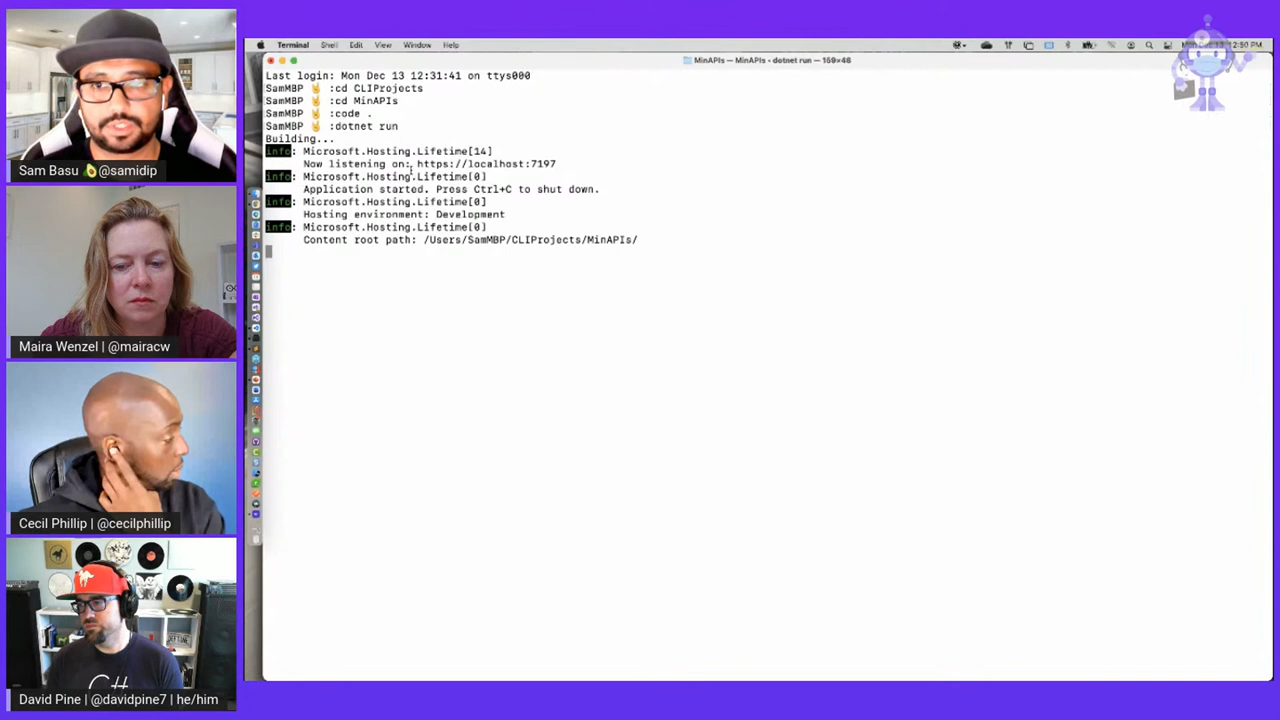 Sam Basu 🥑@samidip
Maira Wenzel | @mairacw
Cecil Phillip | @cecilphillip
David Pine | @davidpine7 | he/him
Terminal Shell Edit View Window Help
MinAPIs — MinAPIs • dotnet run — 159×48
Last login: Mon Dec 13 12:31:41 on ttys000
SamMBP 🤘 :cd CLIProjects
SamMBP 🤘 :cd MinAPIs
SamMBP 🤘 :code .
SamMBP 🤘 :dotnet run
Building...
info: Microsoft.Hosting.Lifetime[14]
Now listening on: https://localhost:7197
info: Microsoft.Hosting.Lifetime[0]
Application started. Press Ctrl+C to shut down.
info: Microsoft.Hosting.Lifetime[0]
Hosting environment: Development
info: Microsoft.Hosting.Lifetime[0]
Content root path: /Users/SamMBP/CLIProjects/MinAPIs/